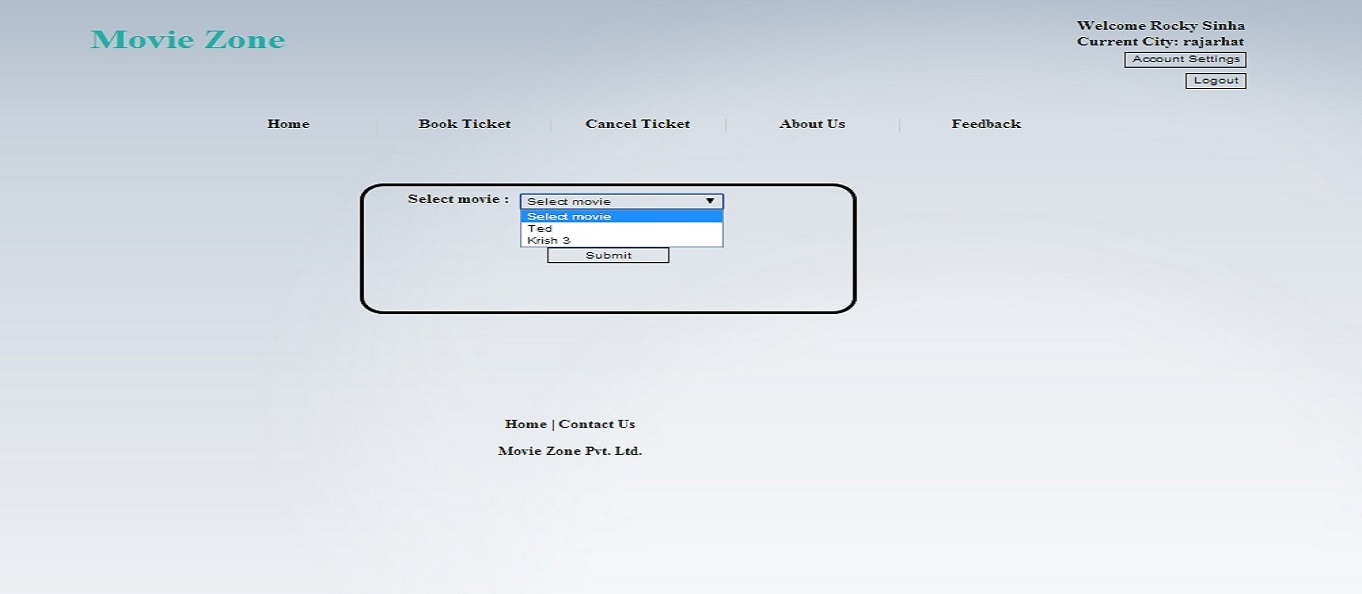 Movie Zone
Welcome Rocky Sinha
Current City: rajarhat
Account Settings
Logout
Home Book Ticket Cancel Ticket About Us Feedback
Select movie : Select movie
Select movie
Ted
Krish 3
Submit
Home | Contact Us
Movie Zone Pvt. Ltd.